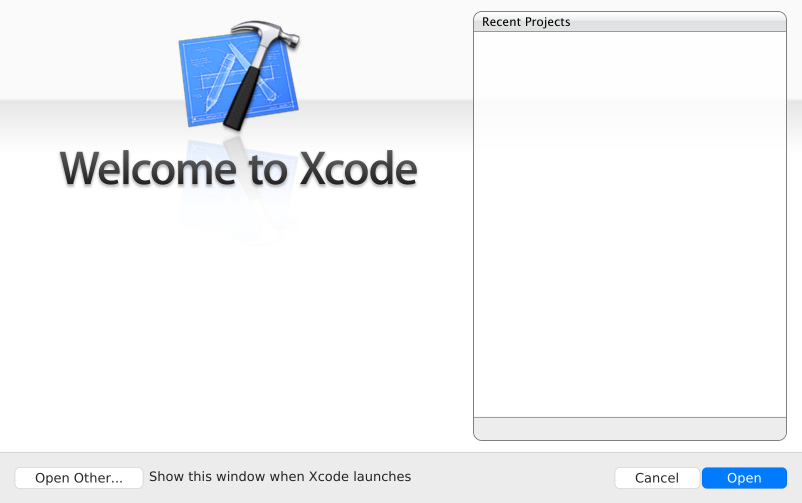 Recent Projects
Welcome to Xcode
Open Other...
Show this window when Xcode launches
Cancel
Open